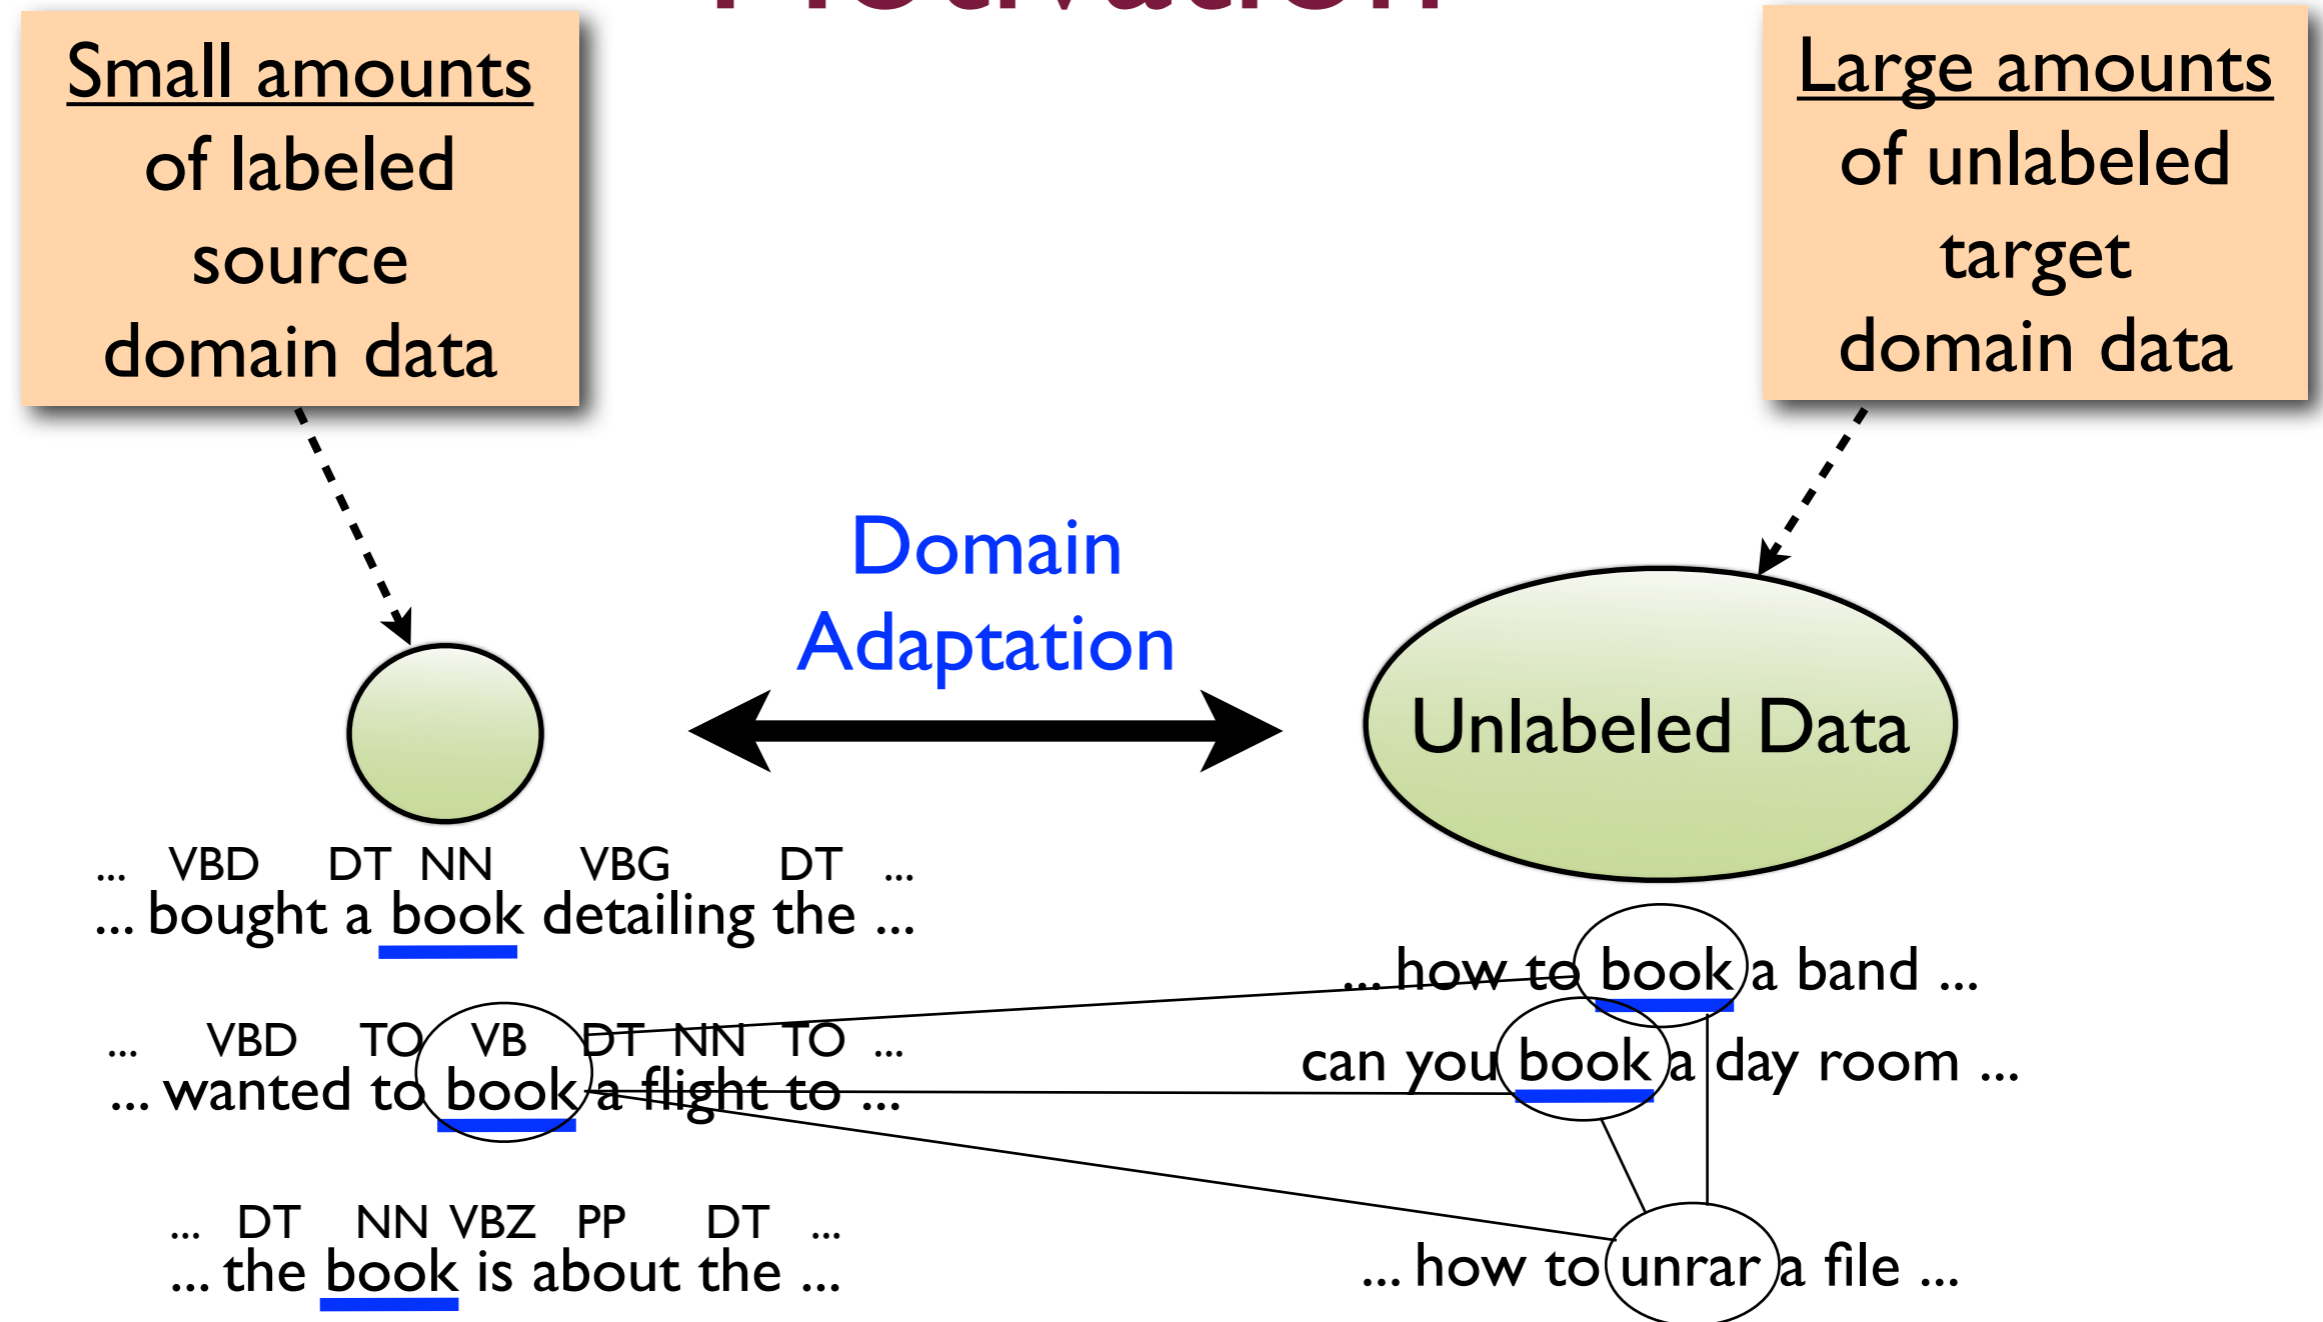 Motivation
Small amounts
of labeled
source
domain data
Large amounts
of unlabeled
target
domain data
Domain
Adaptation
Unlabeled Data
... VBD DT NN VBG DT ...
... bought a book detailing the ...
... VBD TO VB DT NN TO ...
... wanted to book a flight to ...
... DT NN VBZ PP DT ...
... the book is about the ...
... how to book a band ...
can you book a day room ...
... how to unrar a file ...